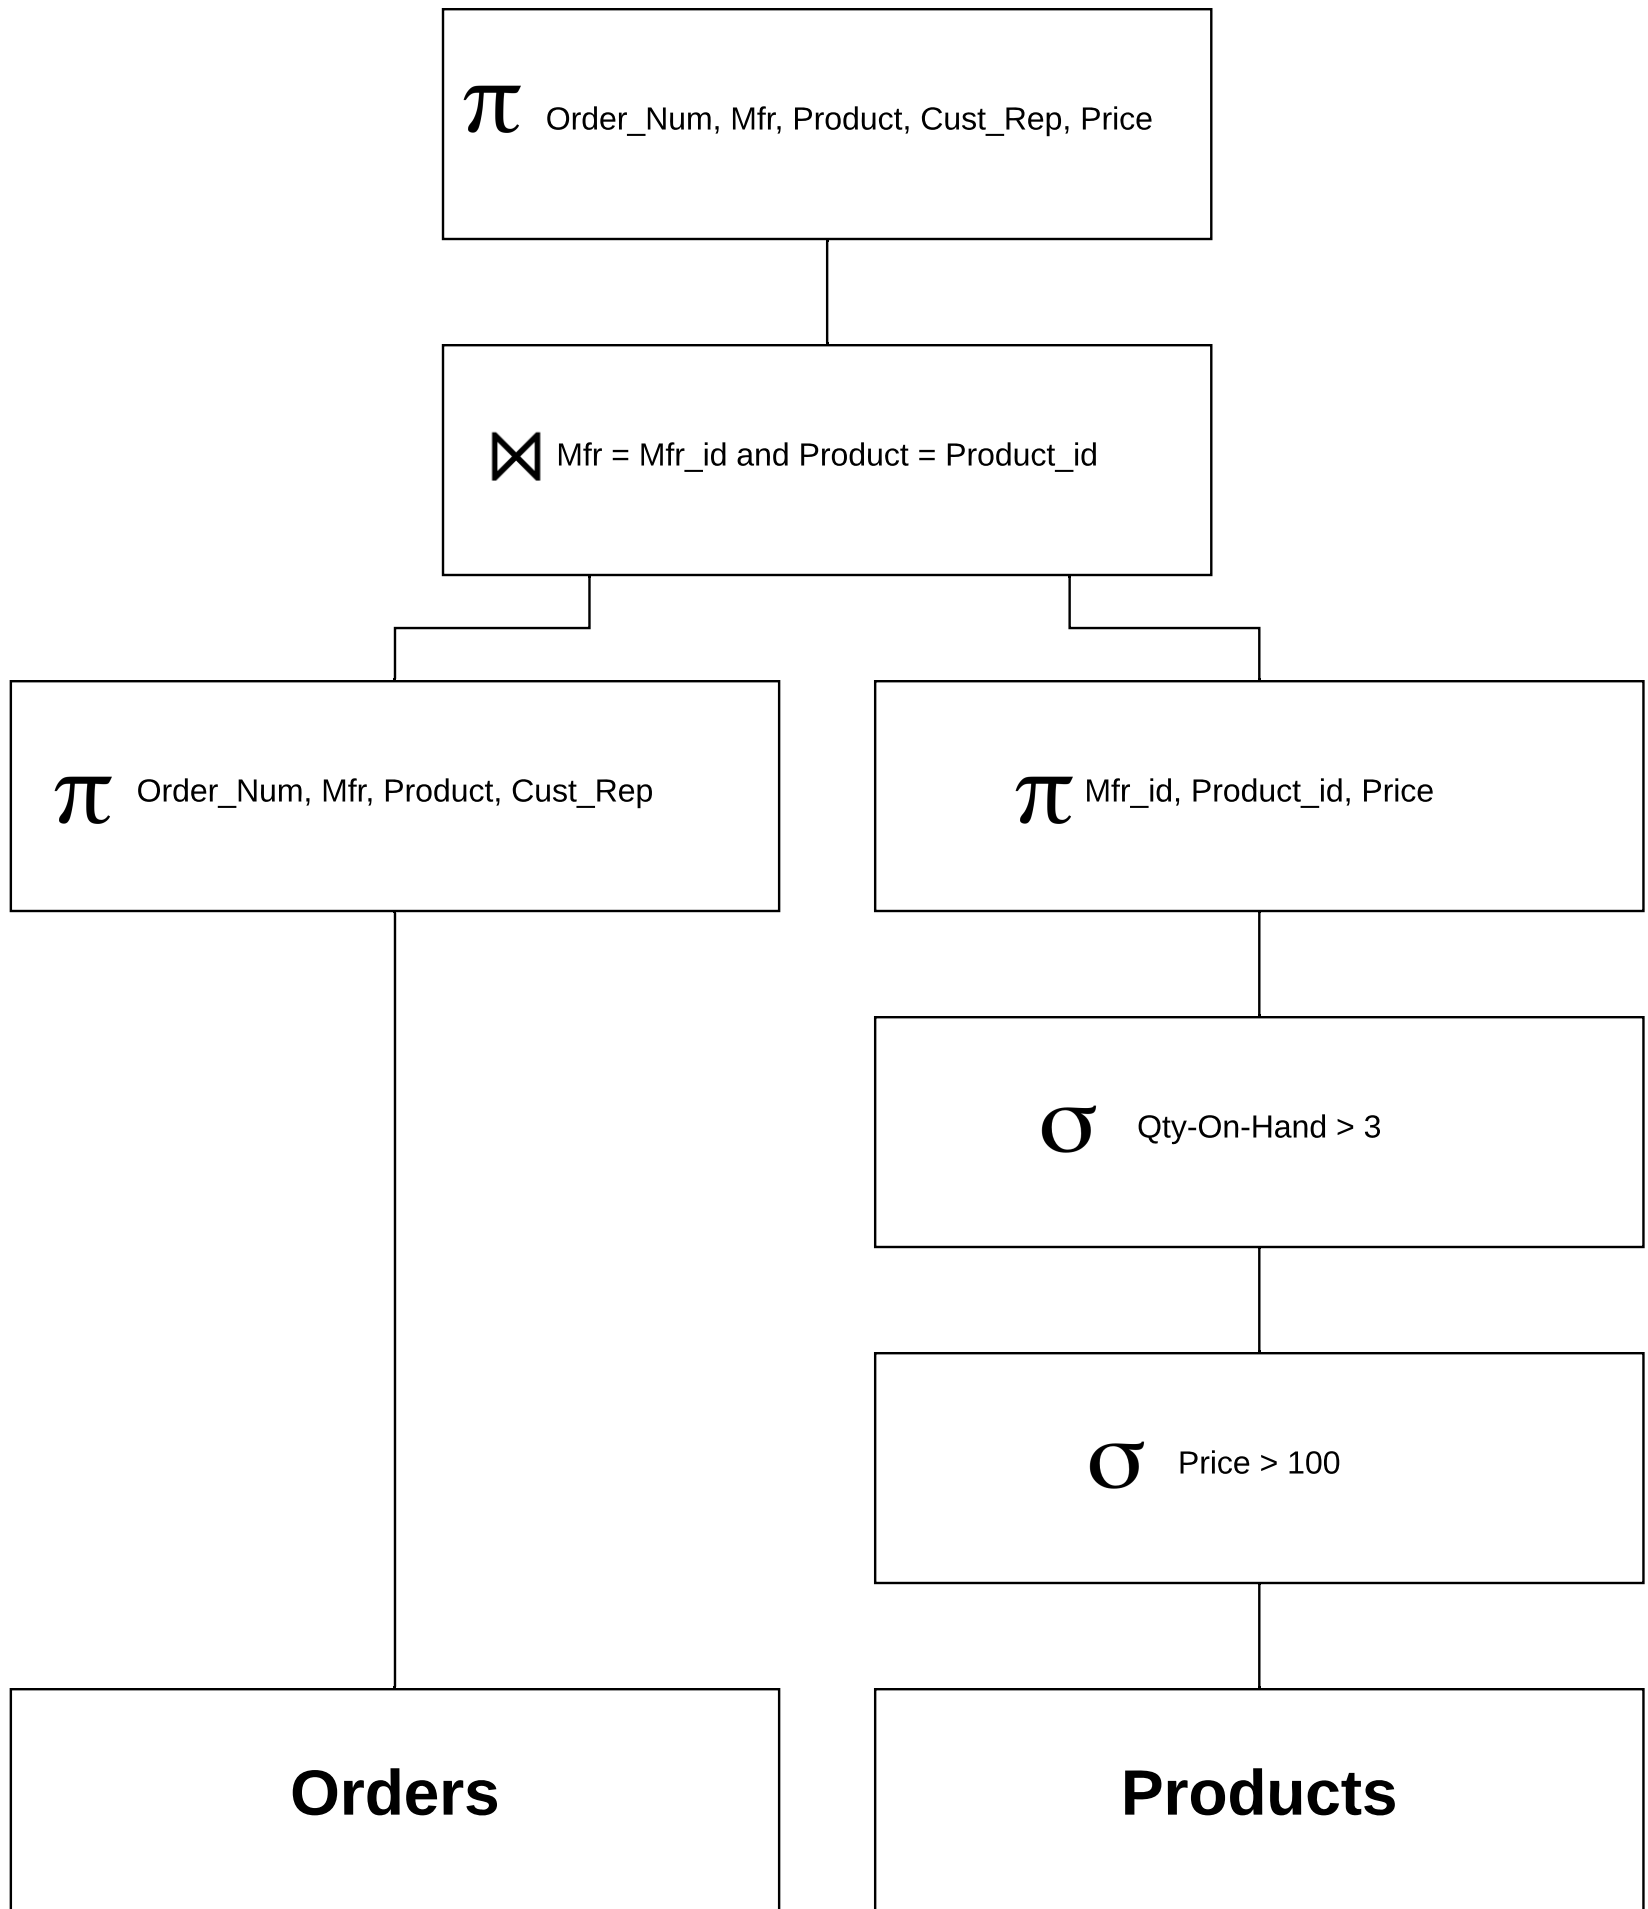 π Order_Num, Mfr, Product, Cust_Rep, Price
⋈ Mfr = Mfr_id and Product = Product_id
π Order_Num, Mfr, Product, Cust_Rep
π Mfr_id, Product_id, Price
σ Qty-On-Hand > 3
σ Price > 100
Orders
Products